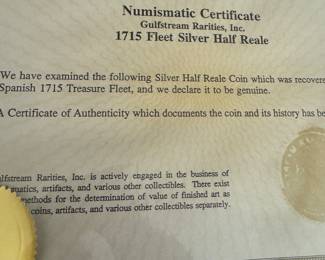 Numismatic Certificate
Gulfstream Rarities, Inc.
1715 Fleet Silver Half Reale
We have examined the following Silver Half Reale Coin which was recovere
Spanish 1715 Treasure Fleet, and we declare it to be genuine.
A Certificate of Authenticity which documents the coin and its history has be
lfstream Rarities, Inc. is actively engaged in the business of
matics, artifacts, and various other collectibles. There exist
methods for the determination of value of finished art as
coins, artifacts, and various other collectibles separately.